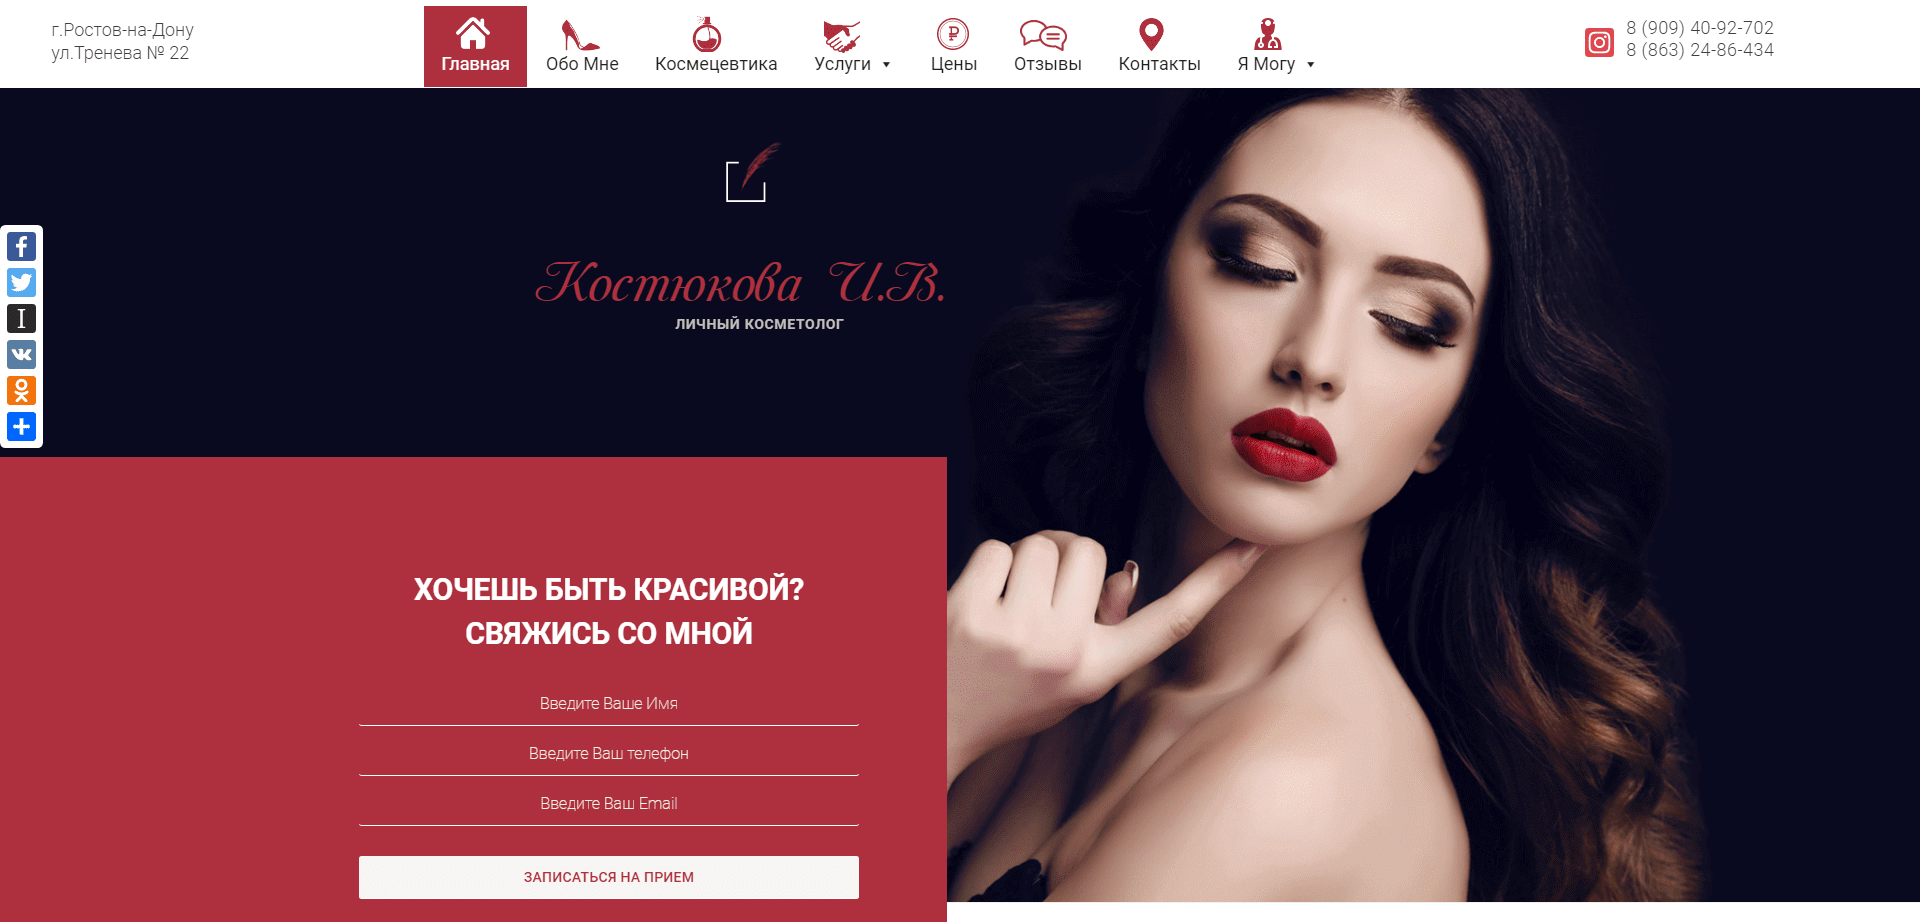 г.Ростов-на-Дону
ул.Тренева № 22
Главная
Обо Мне
Космецевтика
Услуги
Цены
Отзывы
Контакты
Я Могу
8 (909) 40-92-702
8 (863) 24-86-434
Костюкова И.В.
ЛИЧНЫЙ КОСМЕТОЛОГ
ХОЧЕШЬ БЫТЬ КРАСИВОЙ?
СВЯЖИСЬ СО МНОЙ
Введите Ваше Имя
Введите Ваш телефон
Введите Ваш Email
ЗАПИСАТЬСЯ НА ПРИЕМ